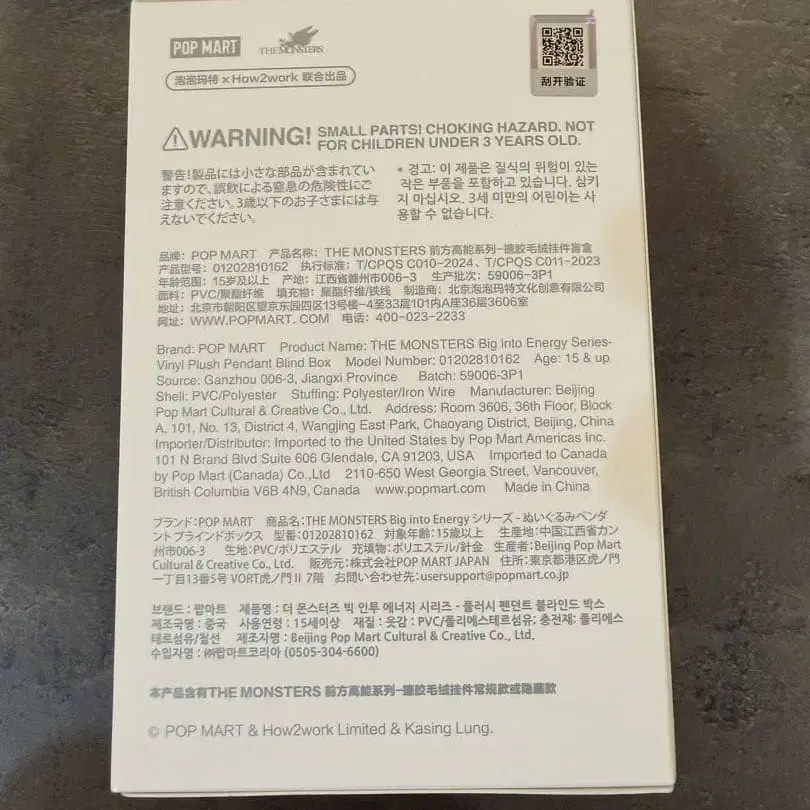 POP MART THE MONSTERS
泡泡玛特 x How2work 联合出品
刮开验证
WARNING! SMALL PARTS! CHOKING HAZARD. NOT
FOR CHILDREN UNDER 3 YEARS OLD.
警告!製品には小さな部品が含まれてい
ますので、誤飲による窒息の危険性にご
注意ください。3歳以下のお子さまには与
えないでください。
* 경고: 이 제품은 질식의 위험이 있는
작은 부품을 포함하고 있습니다. 삼키
지 마십시오. 3세 미만의 어린이는 사
용할 수 없습니다.
品牌: POP MART 产品名称: THE MONSTERS 前方高能系列-搪胶毛绒挂件盲盒
产品型号: 01202810162 执行标准: T/CPQS C010-2024、T/CPQS C011-2023
年龄范围: 15岁及以上 产地: 江西省赣州市006-3 生产批次: 59006-3P1
面料: PVC/聚酯纤维 填充物: 聚酯纤维/铁线 制造商: 北京泡泡玛特文化创意有限公司
地址: 北京市朝阳区望京东园四区13号楼-4至33层101内A座36层3606室
网址: WWW.POPMART. COM 电话: 400-023-2233
Brand: POP MART Product Name: THE MONSTERS Big into Energy Series-
Vinyl Plush Pendant Blind Box Model Number: 01202810162 Age: 15 & up
Source: Ganzhou 006-3, Jiangxi Province Batch: 59006-3P1
Shell: PVC/Polyester Stuffing: Polyester/Iron Wire Manufacturer: Beijing
Pop Mart Cultural & Creative Co., Ltd. Address: Room 3606, 36th Floor, Block
A, 101, No. 13, District 4, Wangjing East Park, Chaoyang District, Beijing, China
Importer/Distributor: Imported to the United States by Pop Mart Americas Inc.
101 N Brand Blvd Suite 606 Glendale, CA 91203, USA Imported to Canada
by Pop Mart (Canada) Co.,Ltd 2110-650 West Georgia Street, Vancouver,
British Columbia V6B 4N9, Canada www.popmart.com Made in China
ブランド:POP MART 商品名:THE MONSTERS Big into Energy シリーズ - ぬいぐるみペンダ
ント ブラインドボックス 型番:01202810162 対象年齢:15歳以上 生産地:中国江西省カン
州市006-3 生地:PVC/ポリエステル 充填物:ポリエステル/針金 生産者:Beijing Pop Mart
Cultural & Creative Co., Ltd. 販売元:株式会社POP MART JAPAN 住所:東京都港区虎ノ門
一丁目13番5号 VORT虎ノ門 II 7階 お問い合わせ先:usersupport@popmart.co.jp
브랜드 : 팝마트 제품명 : 더 몬스터즈 빅 인투 에너지 시리즈 - 플러시 펜던트 블라인드 박스
제조국명 : 중국 사용연령 : 15세이상 재질 : 옷감 : PVC/폴리에스테르섬유; 충전제: 폴리에스
테르섬유/철선 제조자명 : Beijing Pop Mart Cultural & Creative Co., Ltd.
수입자명 : ㈜팝마트코리아 (0505-304-6600)
本产品含有THE MONSTERS 前方高能系列-搪胶毛绒挂件常规款或隐藏款
© POP MART & How2work Limited & Kasing Lung.